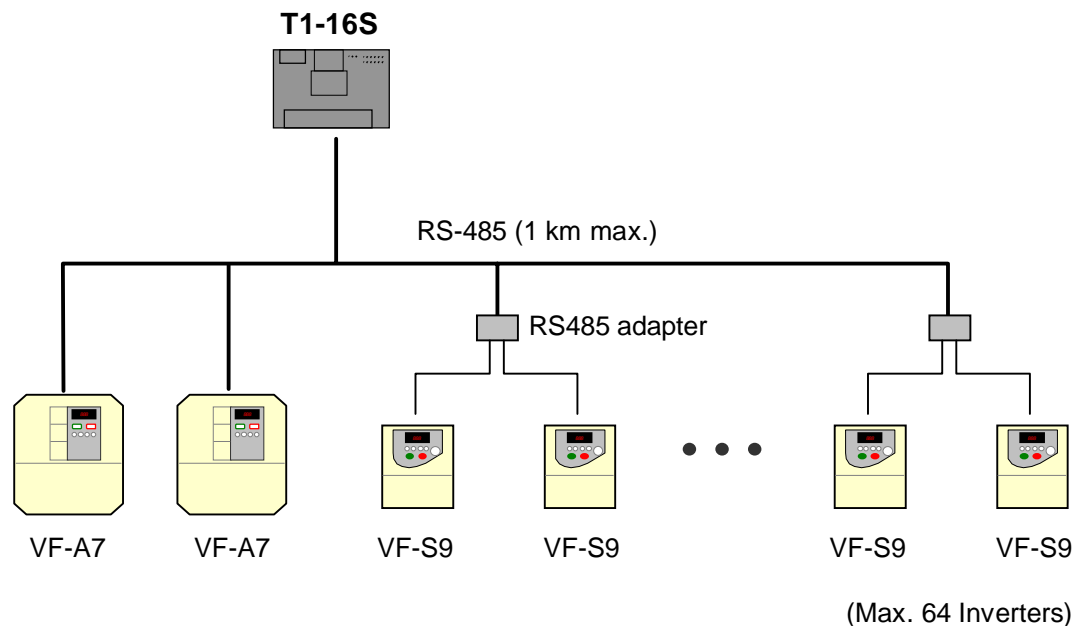 T1-16S
RS-485 (1 km max.)
RS485 adapter
VF-A7
VF-A7
VF-S9
VF-S9
VF-S9
VF-S9
(Max. 64 Inverters)